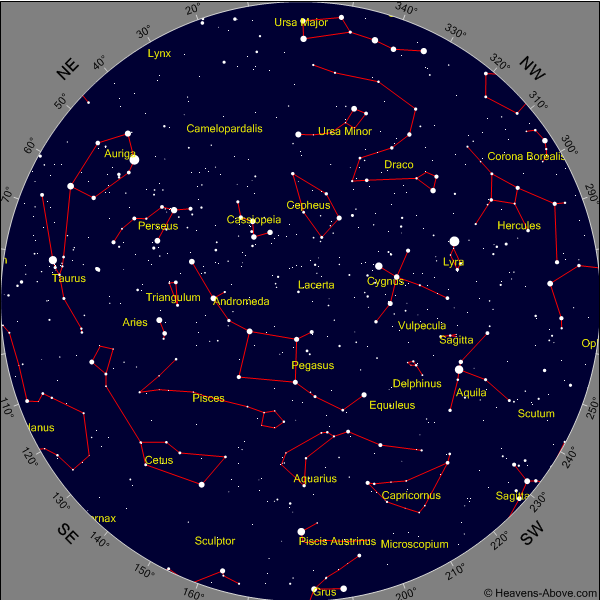 Ursa Major
340°
20°
30°
Lynx
NE
NW
330°
320°
40°
50°
310°
Camelopardalis
Ursa Minor
60°
300°
Auriga
Draco
Corona Borealis
70°
290°
Cepheus
Perseus
Cassiopeia
Hercules
n
Lyra
Taurus
Cygnus
Lacerta
Triangulum
Andromeda
Aries
Vulpecula
Sagitta
Op
Pegasus
Delphinus
Aquila
Pisces
Equuleus
110°
Scutum
250°
danus
120°
Cetus
240°
Aquarius
Capricornus
Sagitta
130°
230°
rnax
SE
SW
140°
220°
Sculptor
Piscis Austrinus
Microscopium
150°
210°
160°
200°
Grus
© Heavens-Above.com